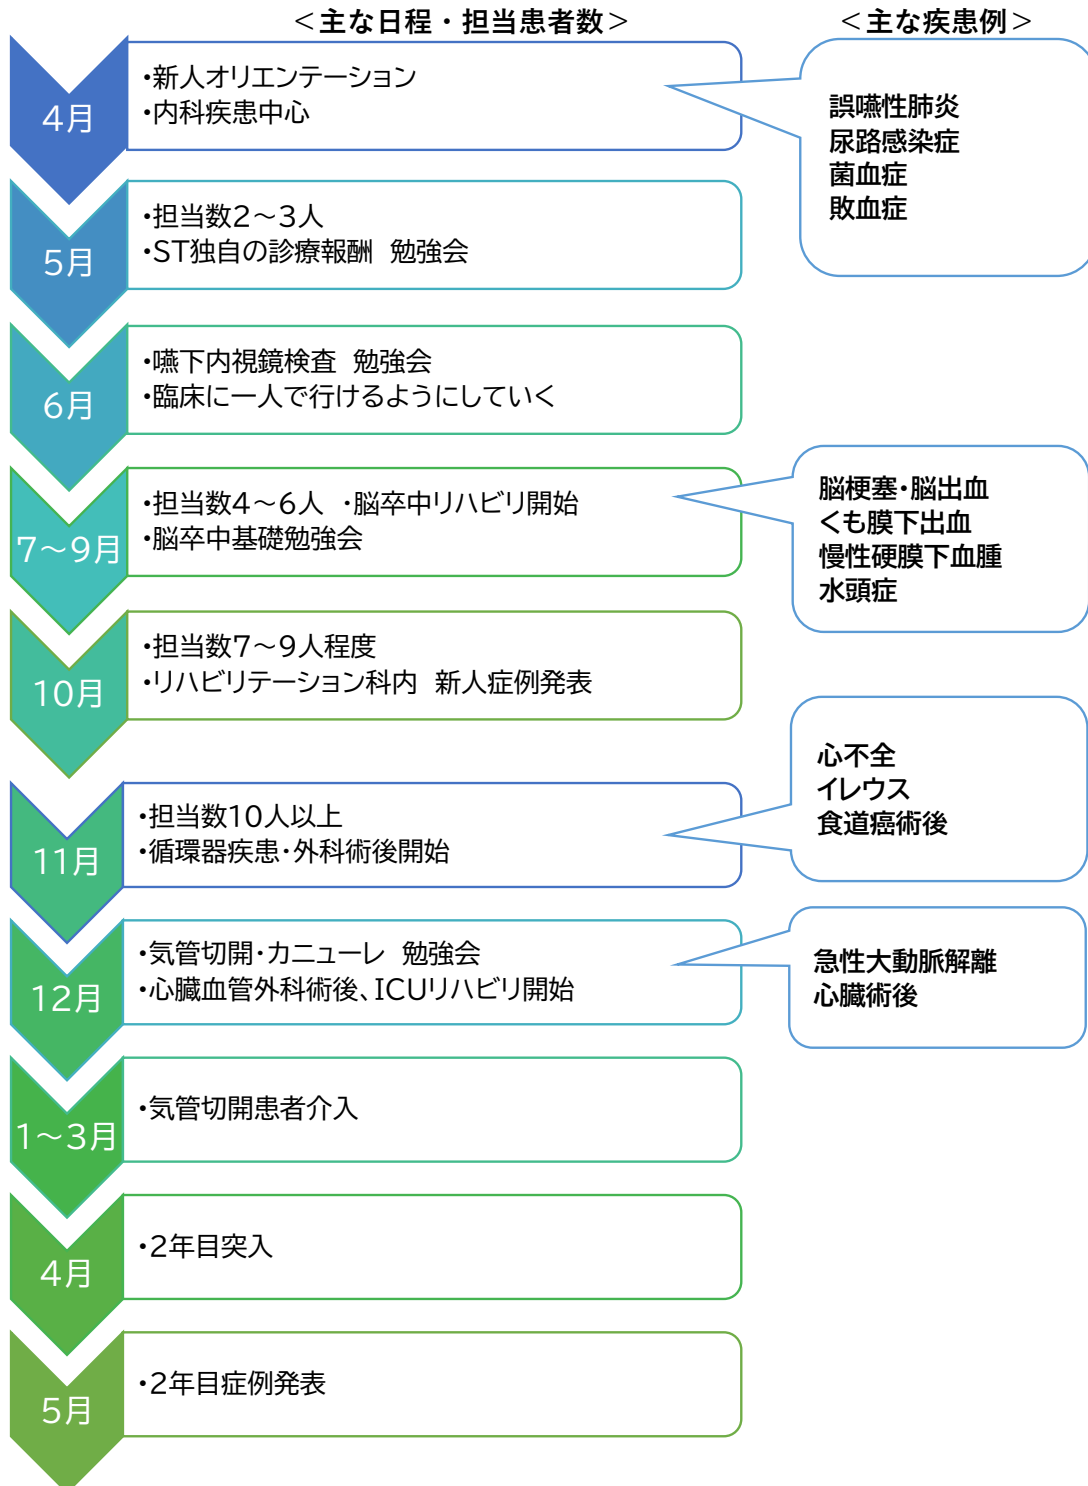 ＜主な日程・担当患者数＞
＜主な疾患例＞
4月
・新人オリエンテーション
・内科疾患中心
誤嚥性肺炎
尿路感染症
菌血症
敗血症
5月
・担当数2～3人
・ST独自の診療報酬 勉強会
6月
・嚥下内視鏡検査 勉強会
・臨床に一人で行けるようにしていく
7～9月
・担当数4～6人 ・脳卒中リハビリ開始
・脳卒中基礎勉強会
脳梗塞・脳出血
くも膜下出血
慢性硬膜下血腫
水頭症
10月
・担当数7～9人程度
・リハビリテーション科内 新人症例発表
11月
・担当数10人以上
・循環器疾患・外科術後開始
心不全
イレウス
食道癌術後
12月
・気管切開・カニューレ 勉強会
・心臓血管外科術後、ICUリハビリ開始
急性大動脈解離
心臓術後
1～3月
・気管切開患者介入
4月
・2年目突入
5月
・2年目症例発表